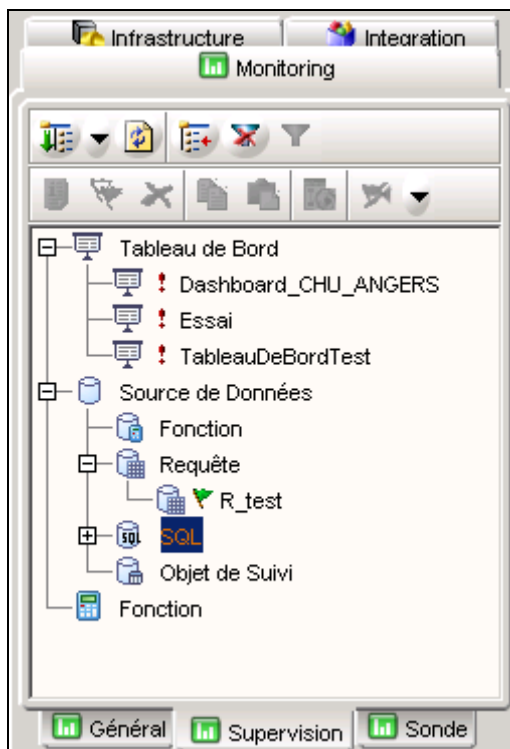 Infrastructure Integration
Monitoring
Tableau de Bord
Dashboard_CHU_ANGERS
Essai
TableauDeBordTest
Source de Données
Fonction
Requête
R_test
SQL
Objet de Suivi
Fonction
Général Supervision Sonde